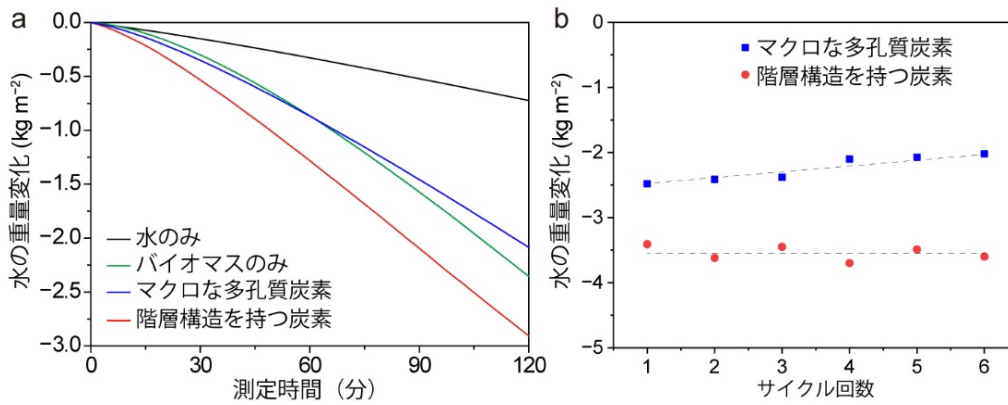 a
水の重量変化 (kg m⁻²)
0.0
−0.5
−1.0
−1.5
−2.0
−2.5
−3.0
水のみ
バイオマスのみ
マクロな多孔質炭素
階層構造を持つ炭素
0 30 60 90 120
測定時間（分）
b
水の重量変化 (kg m⁻²)
0
−1
−2
−3
−4
−5
マクロな多孔質炭素
階層構造を持つ炭素
1 2 3 4 5 6
サイクル回数